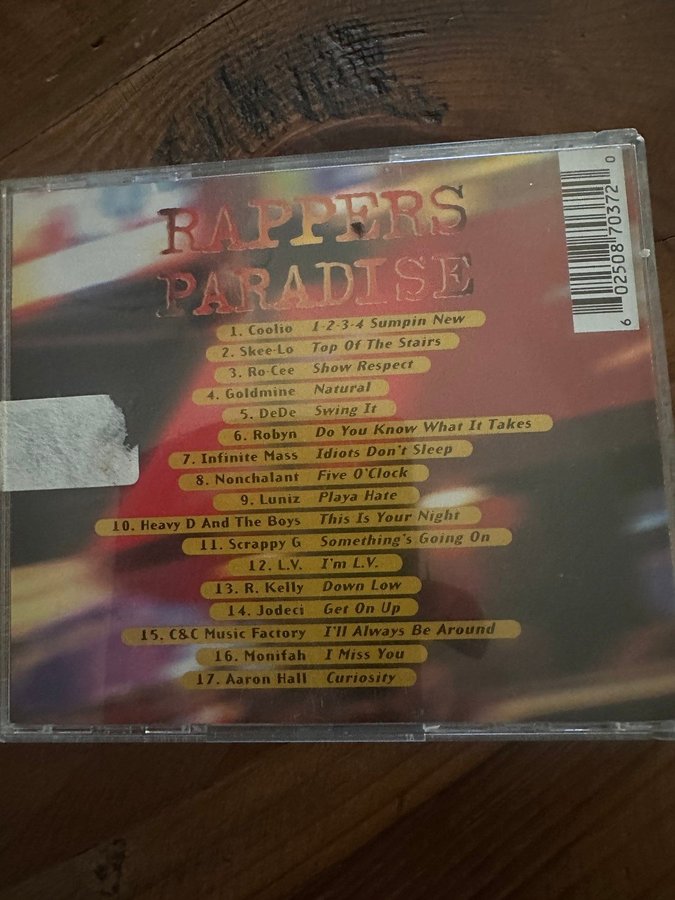 RAPPERS
PARADISE
1. Coolio 1-2-3-4 Sumpin New
2. Skee-Lo Top Of The Stairs
3. Ro-Cee Show Respect
4. Goldmine Natural
5. DeDe Swing It
6. Robyn Do You Know What It Takes
7. Infinite Mass Idiots Don't Sleep
8. Nonchalant Five O'Clock
9. Luniz Playa Hate
10. Heavy D And The Boys This Is Your Night
11. Scrappy G Something's Going On
12. L.V. I'm L.V.
13. R. Kelly Down Low
14. Jodeci Get On Up
15. C&C Music Factory I'll Always Be Around
16. Monifah I Miss You
17. Aaron Hall Curiosity
6 02508 70372 0